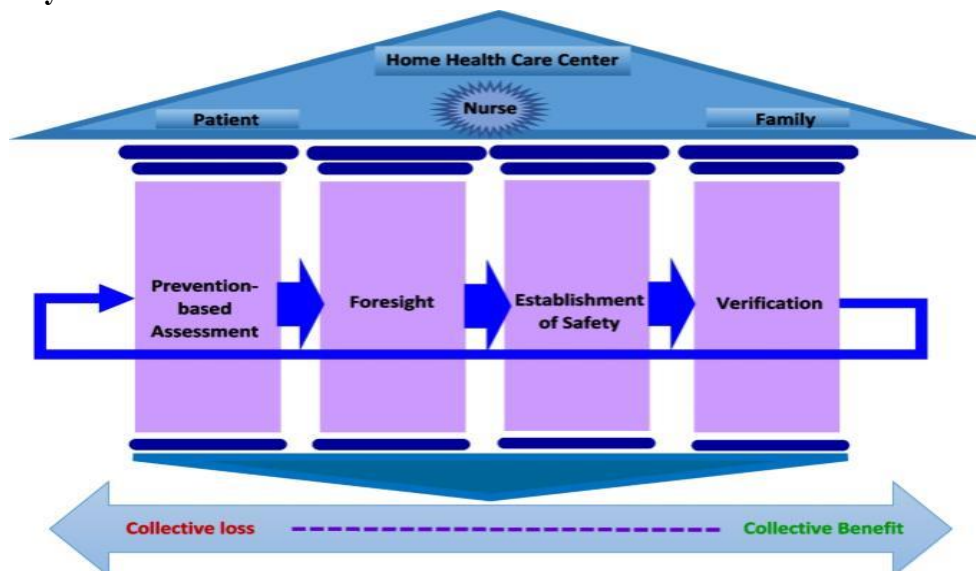 Home Health Care Center
Nurse
Patient
Family
Prevention-
based
Assessment
Foresight
Establishment
of Safety
Verification
Collective loss
Collective Benefit